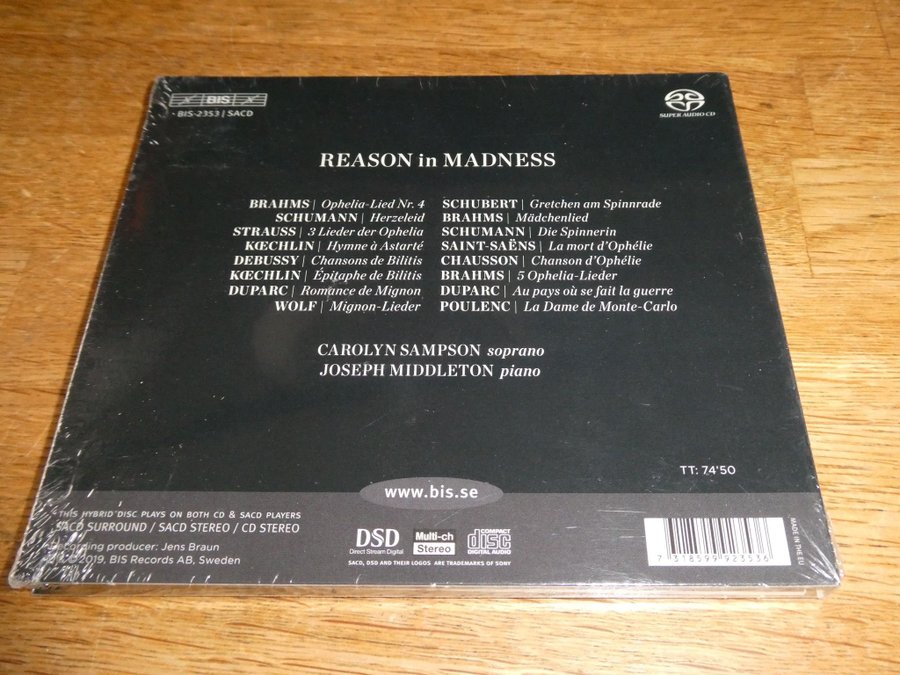 BIS
BIS-2353 | SACD
SUPER AUDIO CD
REASON in MADNESS
BRAHMS | Ophelia-Lied Nr. 4
SCHUMANN | Herzeleid
STRAUSS | 3 Lieder der Ophelia
KŒCHLIN | Hymne à Astarté
DEBUSSY | Chansons de Bilitis
KŒCHLIN | Épitaphe de Bilitis
DUPARC | Romance de Mignon
WOLF | Mignon-Lieder
SCHUBERT | Gretchen am Spinnrade
BRAHMS | Mädchenlied
SCHUMANN | Die Spinnerin
SAINT-SAËNS | La mort d'Ophélie
CHAUSSON | Chanson d'Ophélie
BRAHMS | 5 Ophelia-Lieder
DUPARC | Au pays où se fait la guerre
POULENC | La Dame de Monte-Carlo
CAROLYN SAMPSON soprano
JOSEPH MIDDLETON piano
TT: 74'50
www.bis.se
THIS HYBRID DISC PLAYS ON BOTH CD & SACD PLAYERS
SACD SURROUND / SACD STEREO / CD STEREO
Recording producer: Jens Braun
2019, BIS Records AB, Sweden
DSD
Direct Stream Digital
Multi-ch
Stereo
COMPACT
disc
DIGITAL AUDIO
SACD, DSD AND THEIR LOGOS ARE TRADEMARKS OF SONY
7 318599 923536
MADE IN THE EU